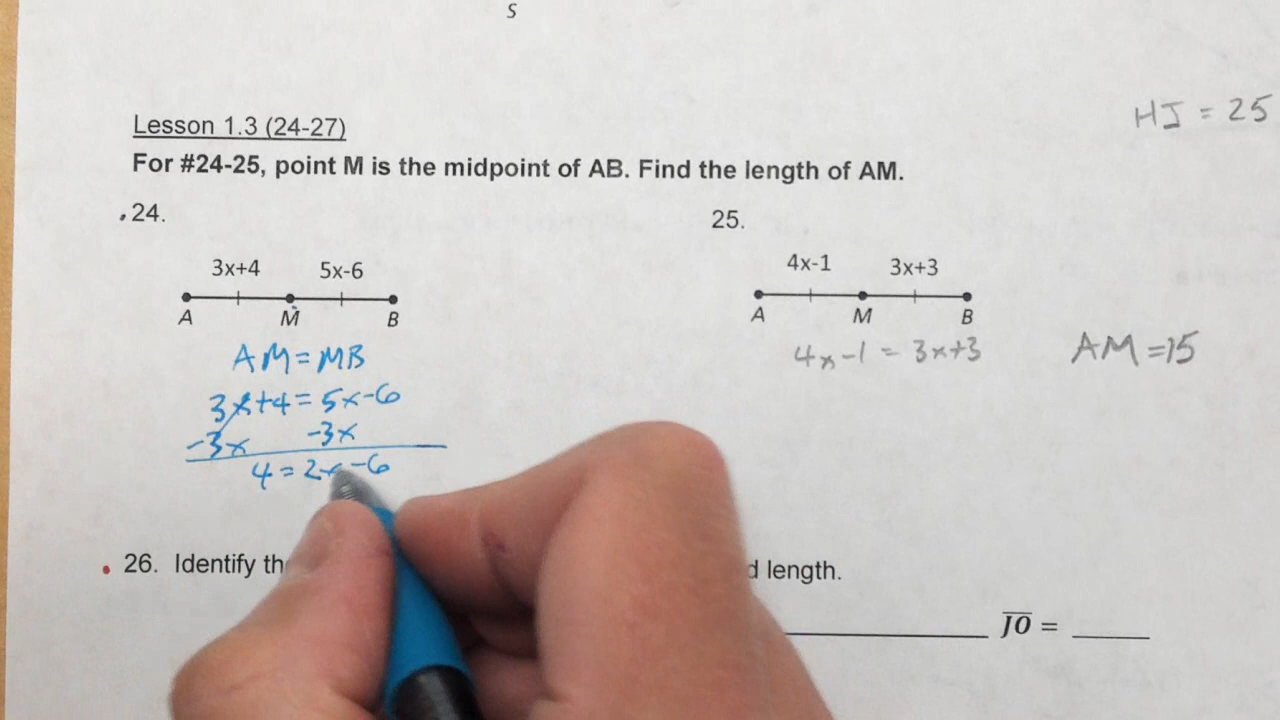 S
HJ = 25
Lesson 1.3 (24-27)
For #24-25, point M is the midpoint of AB. Find the length of AM.
24.
3x+4 5x-6
A M B
AM = MB
3x+4 = 5x-6
-3x -3x
4 = 2x-6
25.
4x-1 3x+3
A M B
4x-1 = 3x+3
AM = 15
26. Identify
length.
JO =